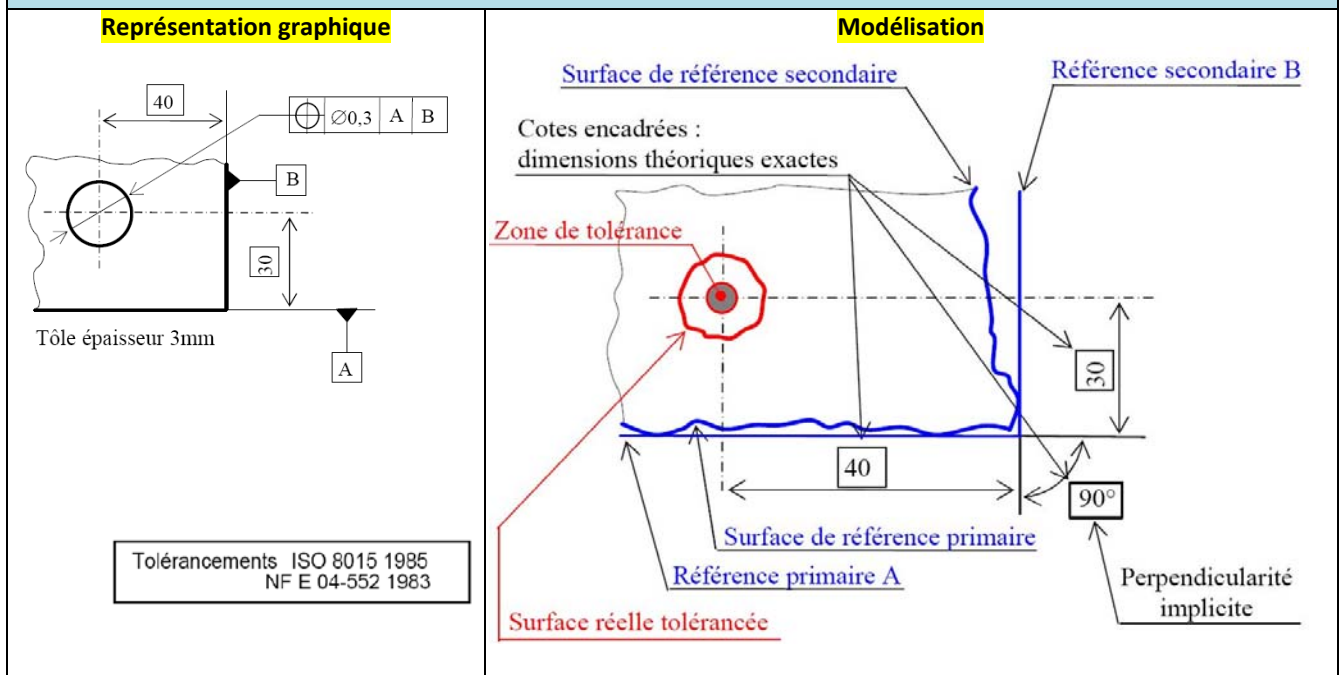 Représentation graphique
40
⌖ ∅0,3 A B
B
30
Tôle épaisseur 3mm
A
Tolérancements ISO 8015 1985
NF E 04-552 1983
Modélisation
Surface de référence secondaire
Référence secondaire B
Cotes encadrées :
dimensions théoriques exactes
Zone de tolérance
30
40
90°
Surface de référence primaire
Référence primaire A
Perpendicularité
implicite
Surface réelle tolérancée